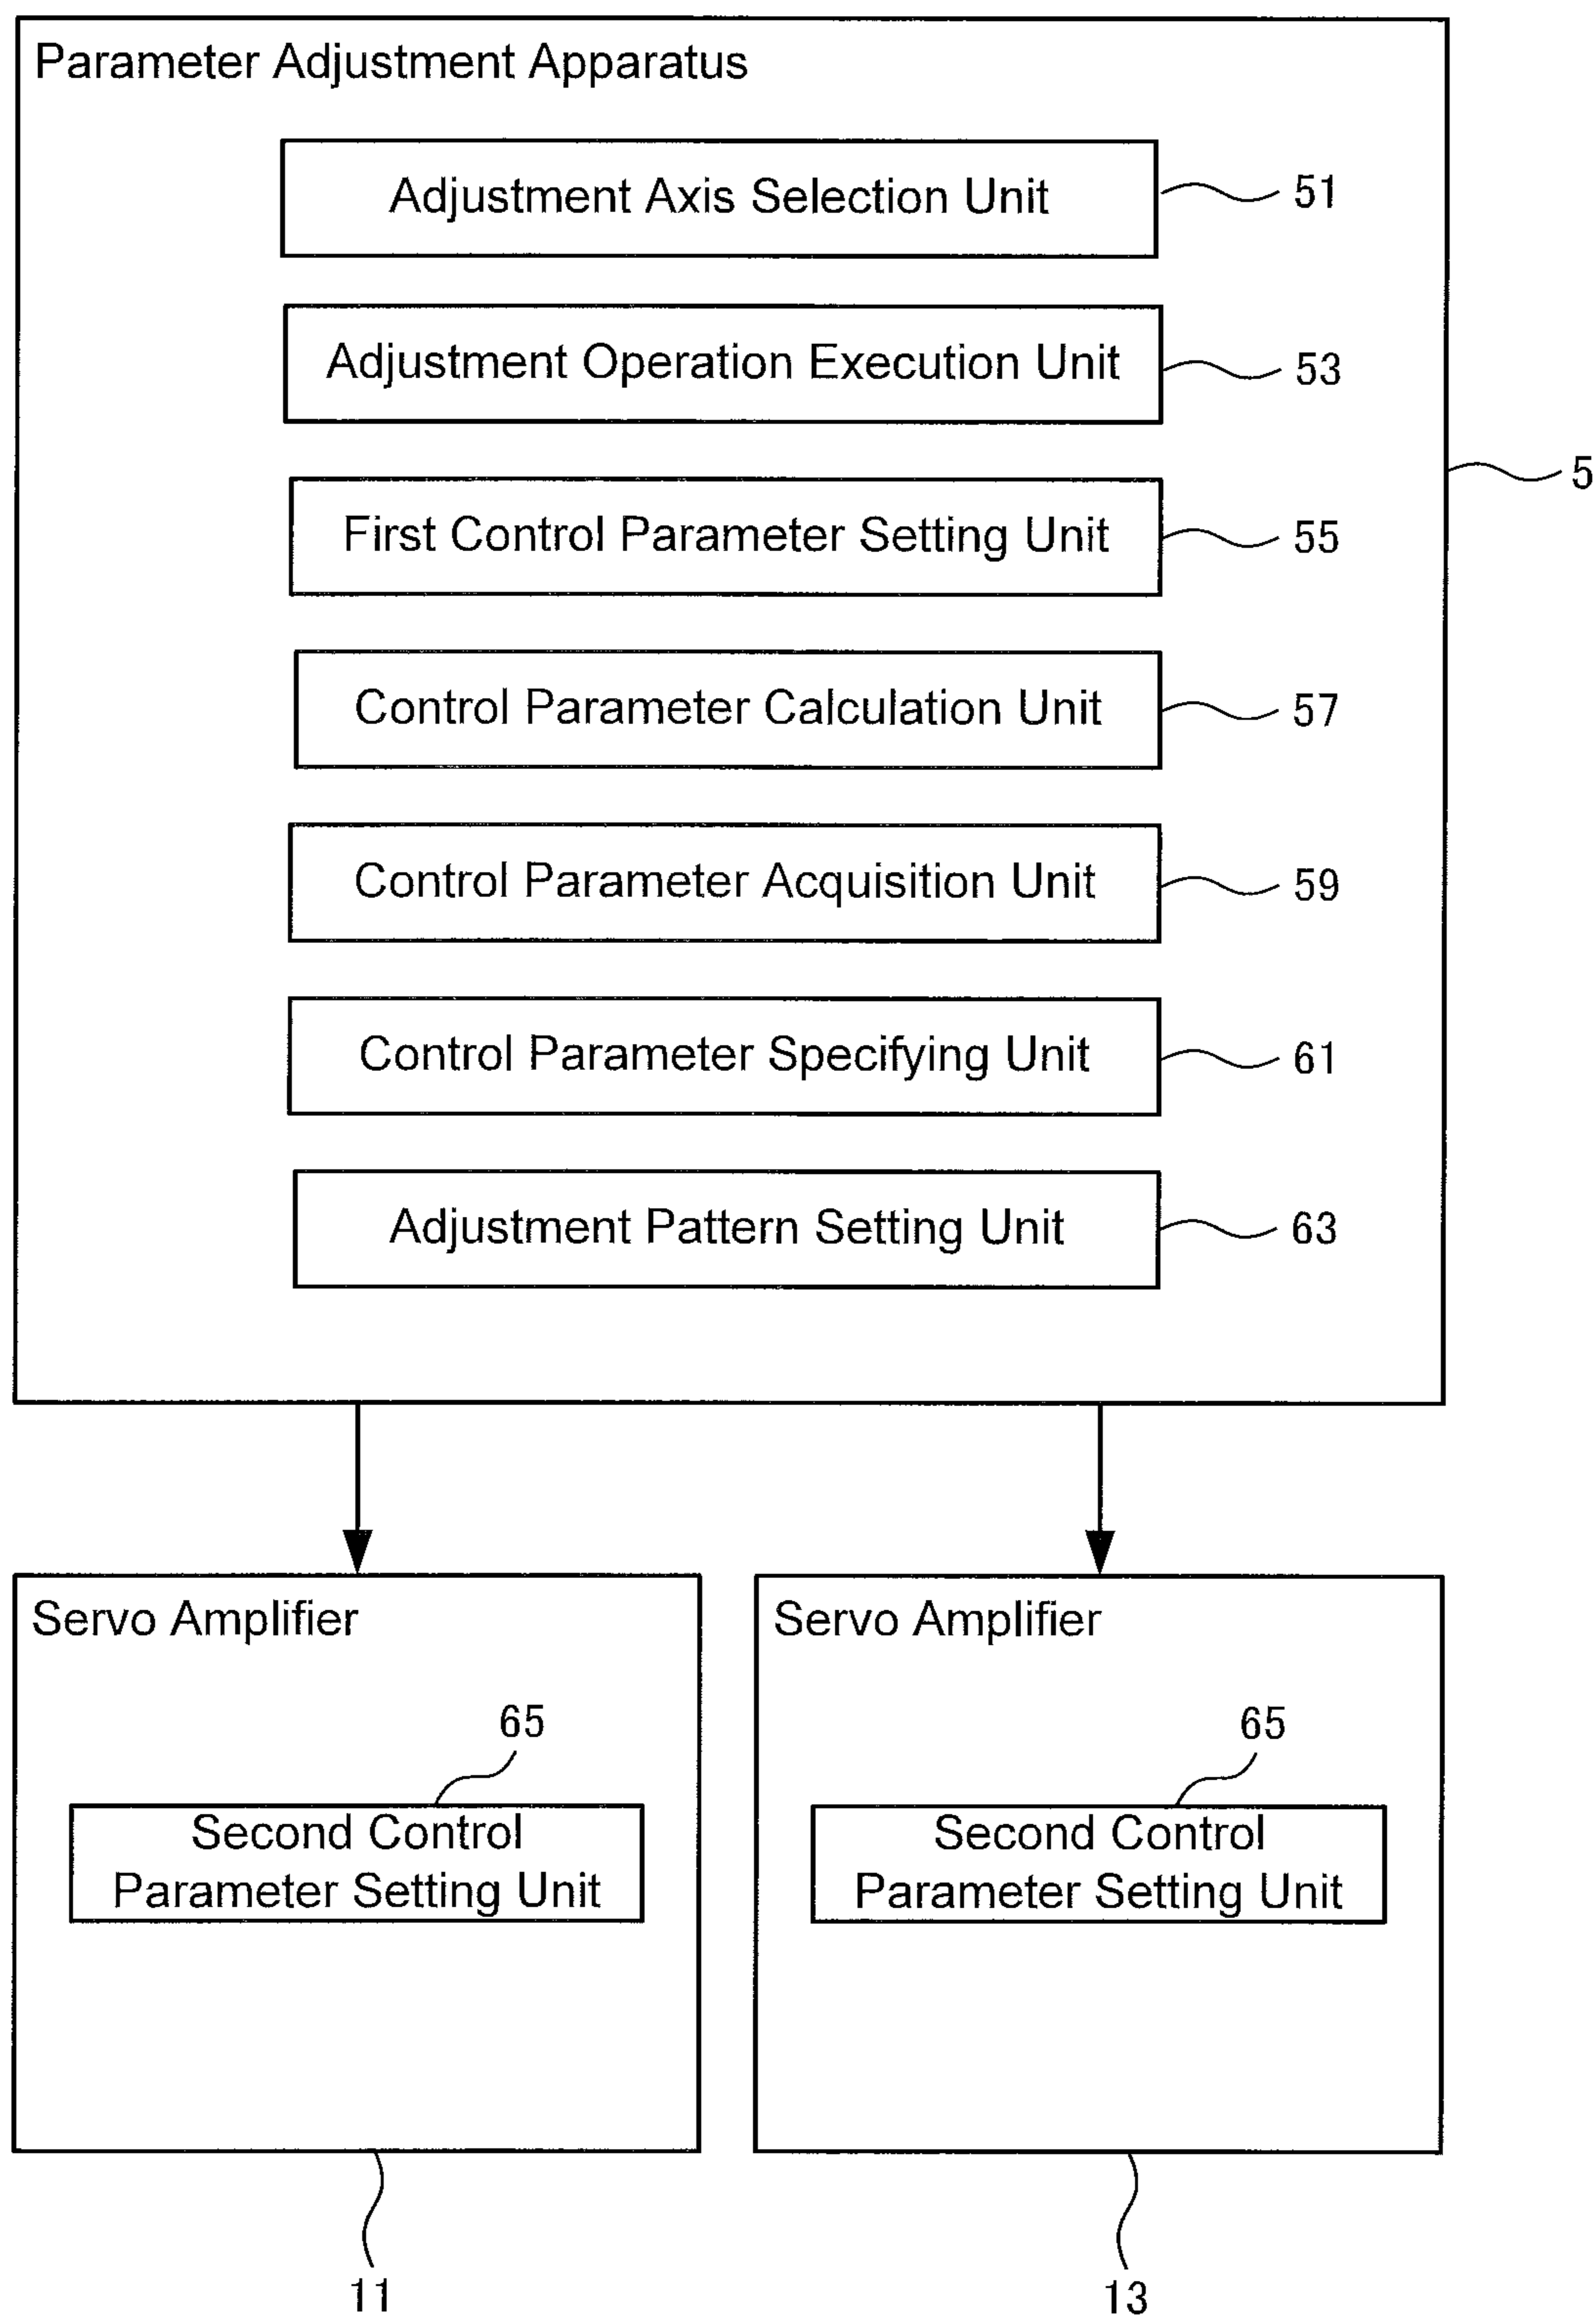 Parameter Adjustment Apparatus
Adjustment Axis Selection Unit
51
Adjustment Operation Execution Unit
53
5
First Control Parameter Setting Unit
55
Control Parameter Calculation Unit
57
Control Parameter Acquisition Unit
59
Control Parameter Specifying Unit
61
Adjustment Pattern Setting Unit
63
Servo Amplifier
65
Second Control
Parameter Setting Unit
11
Servo Amplifier
65
Second Control
Parameter Setting Unit
13